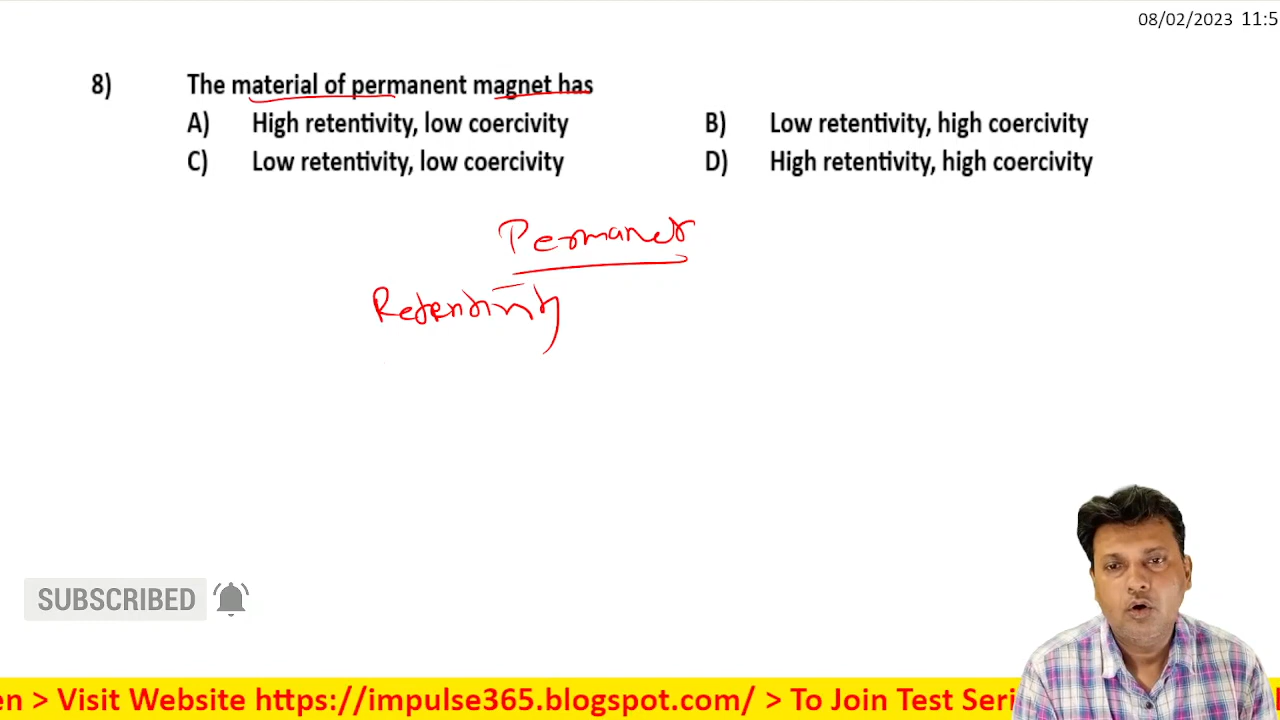 08/02/2023 11:5
8) The material of permanent magnet has
A) High retentivity, low coercivity B) Low retentivity, high coercivity
C) Low retentivity, low coercivity D) High retentivity, high coercivity
Permanet
Retentivity
SUBSCRIBED
en > Visit Website https://impulse365.blogspot.com/ > To Join Test Seri